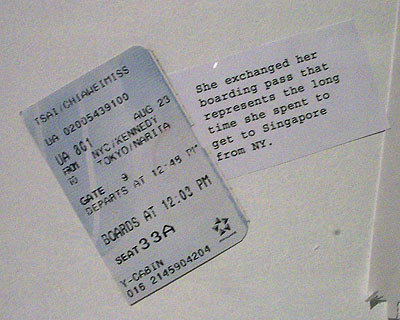 TSAI/CHIAWEIMISS
UA 02005439100
UA 801 AUG 23
FROM NYC/KENNEDY
TO TOKYO/NARITA
GATE 9
DEPARTS AT 12:48 PM
BOARDS AT 12:03 PM
SEAT 33A
Y-CABIN
016 2145904204
She exchanged her
boarding pass that
represents the long
time she spent to
get to Singapore
from NY.